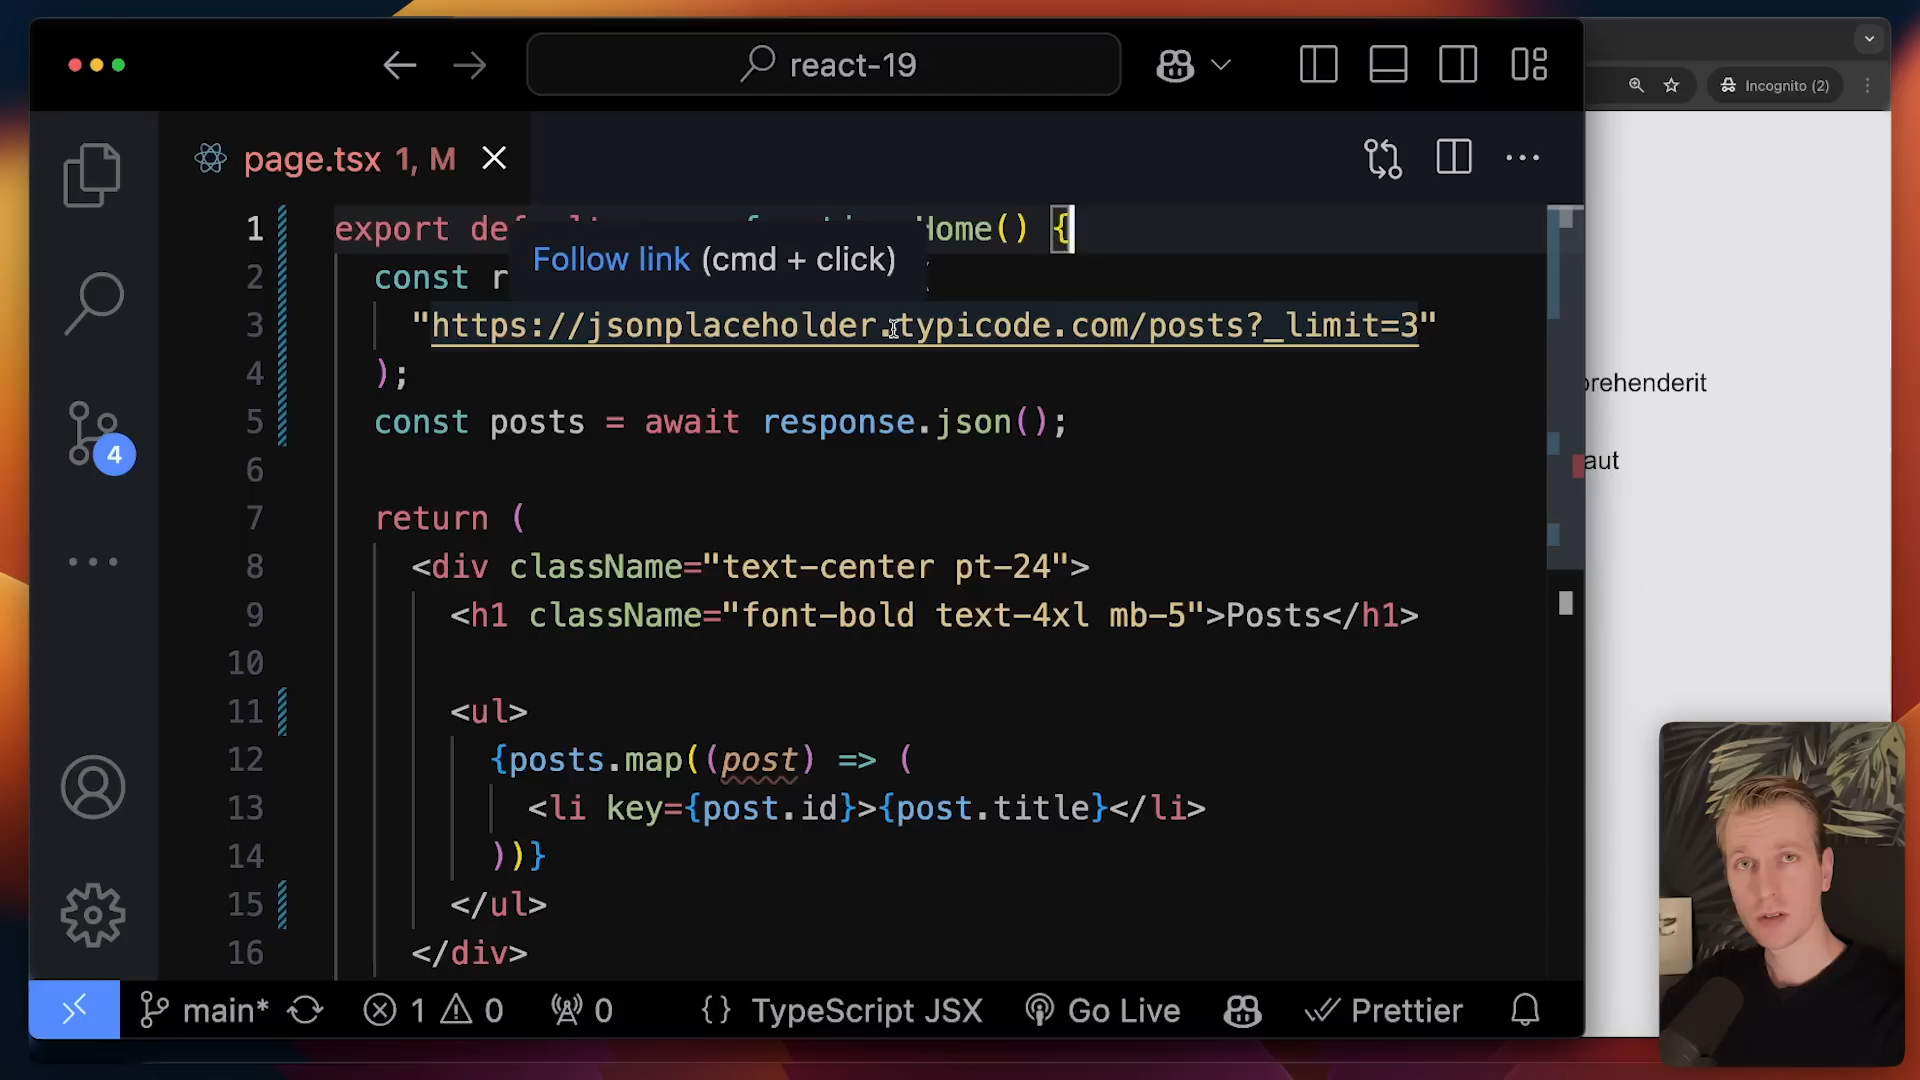 react-19
Incognito (2)
page.tsx 1, M
1 export def function Home() {
Follow link (cmd + click)
2 const r
3 "https://jsonplaceholder.typicode.com/posts?_limit=3"
4 );
5 const posts = await response.json();
6
7 return (
8 <div className="text-center pt-24">
9 <h1 className="font-bold text-4xl mb-5">Posts</h1>
10
11 <ul>
12 {posts.map((post) => (
13 <li key={post.id}>{post.title}</li>
14 ))}
15 </ul>
16 </div>
prehenderit
aut
4
main* 1 0 0 {} TypeScript JSX Go Live Prettier